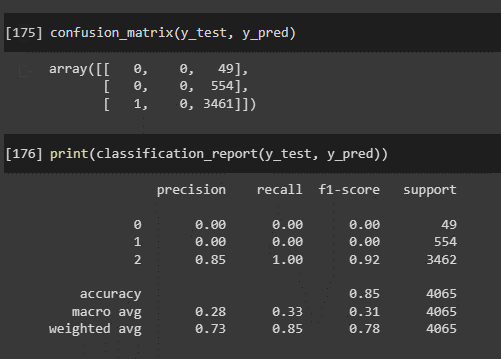 [175] confusion_matrix(y_test, y_pred)
array([[   0,    0,   49],
       [   0,    0,  554],
       [   1,    0, 3461]])
[176] print(classification_report(y_test, y_pred))
              precision    recall  f1-score   support
           0       0.00      0.00      0.00        49
           1       0.00      0.00      0.00       554
           2       0.85      1.00      0.92      3462
    accuracy                           0.85      4065
   macro avg       0.28      0.33      0.31      4065
weighted avg       0.73      0.85      0.78      4065